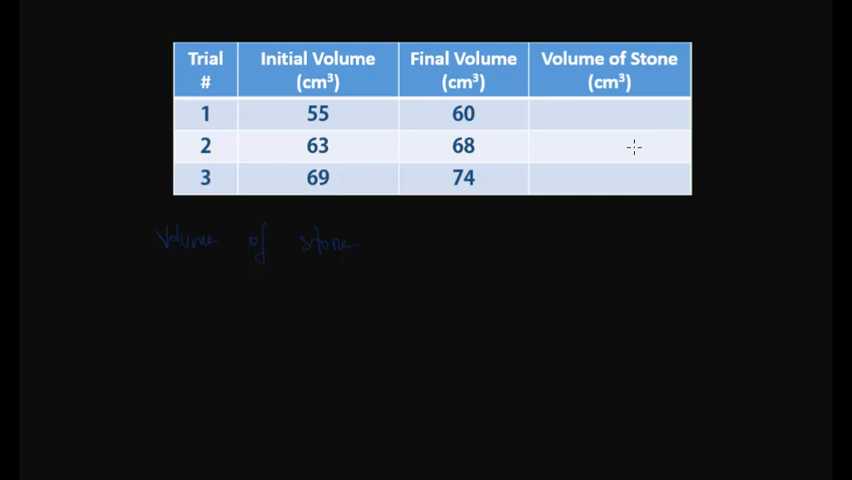 Trial # Initial Volume (cm³) Final Volume (cm³) Volume of Stone (cm³)
1 55 60
2 63 68
3 69 74
Volume of stone